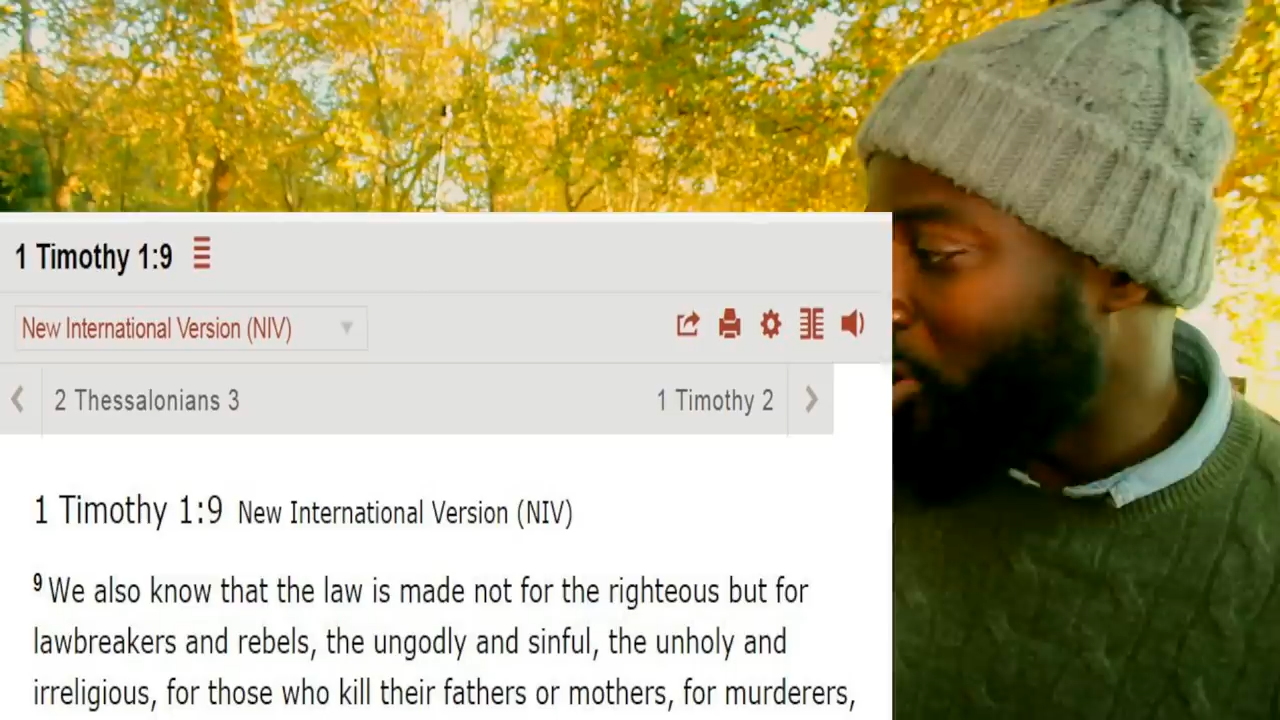 1 Timothy 1:9
New International Version (NIV)
2 Thessalonians 3
1 Timothy 2
1 Timothy 1:9 New International Version (NIV)
9 We also know that the law is made not for the righteous but for
lawbreakers and rebels, the ungodly and sinful, the unholy and
irreligious, for those who kill their fathers or mothers, for murderers,